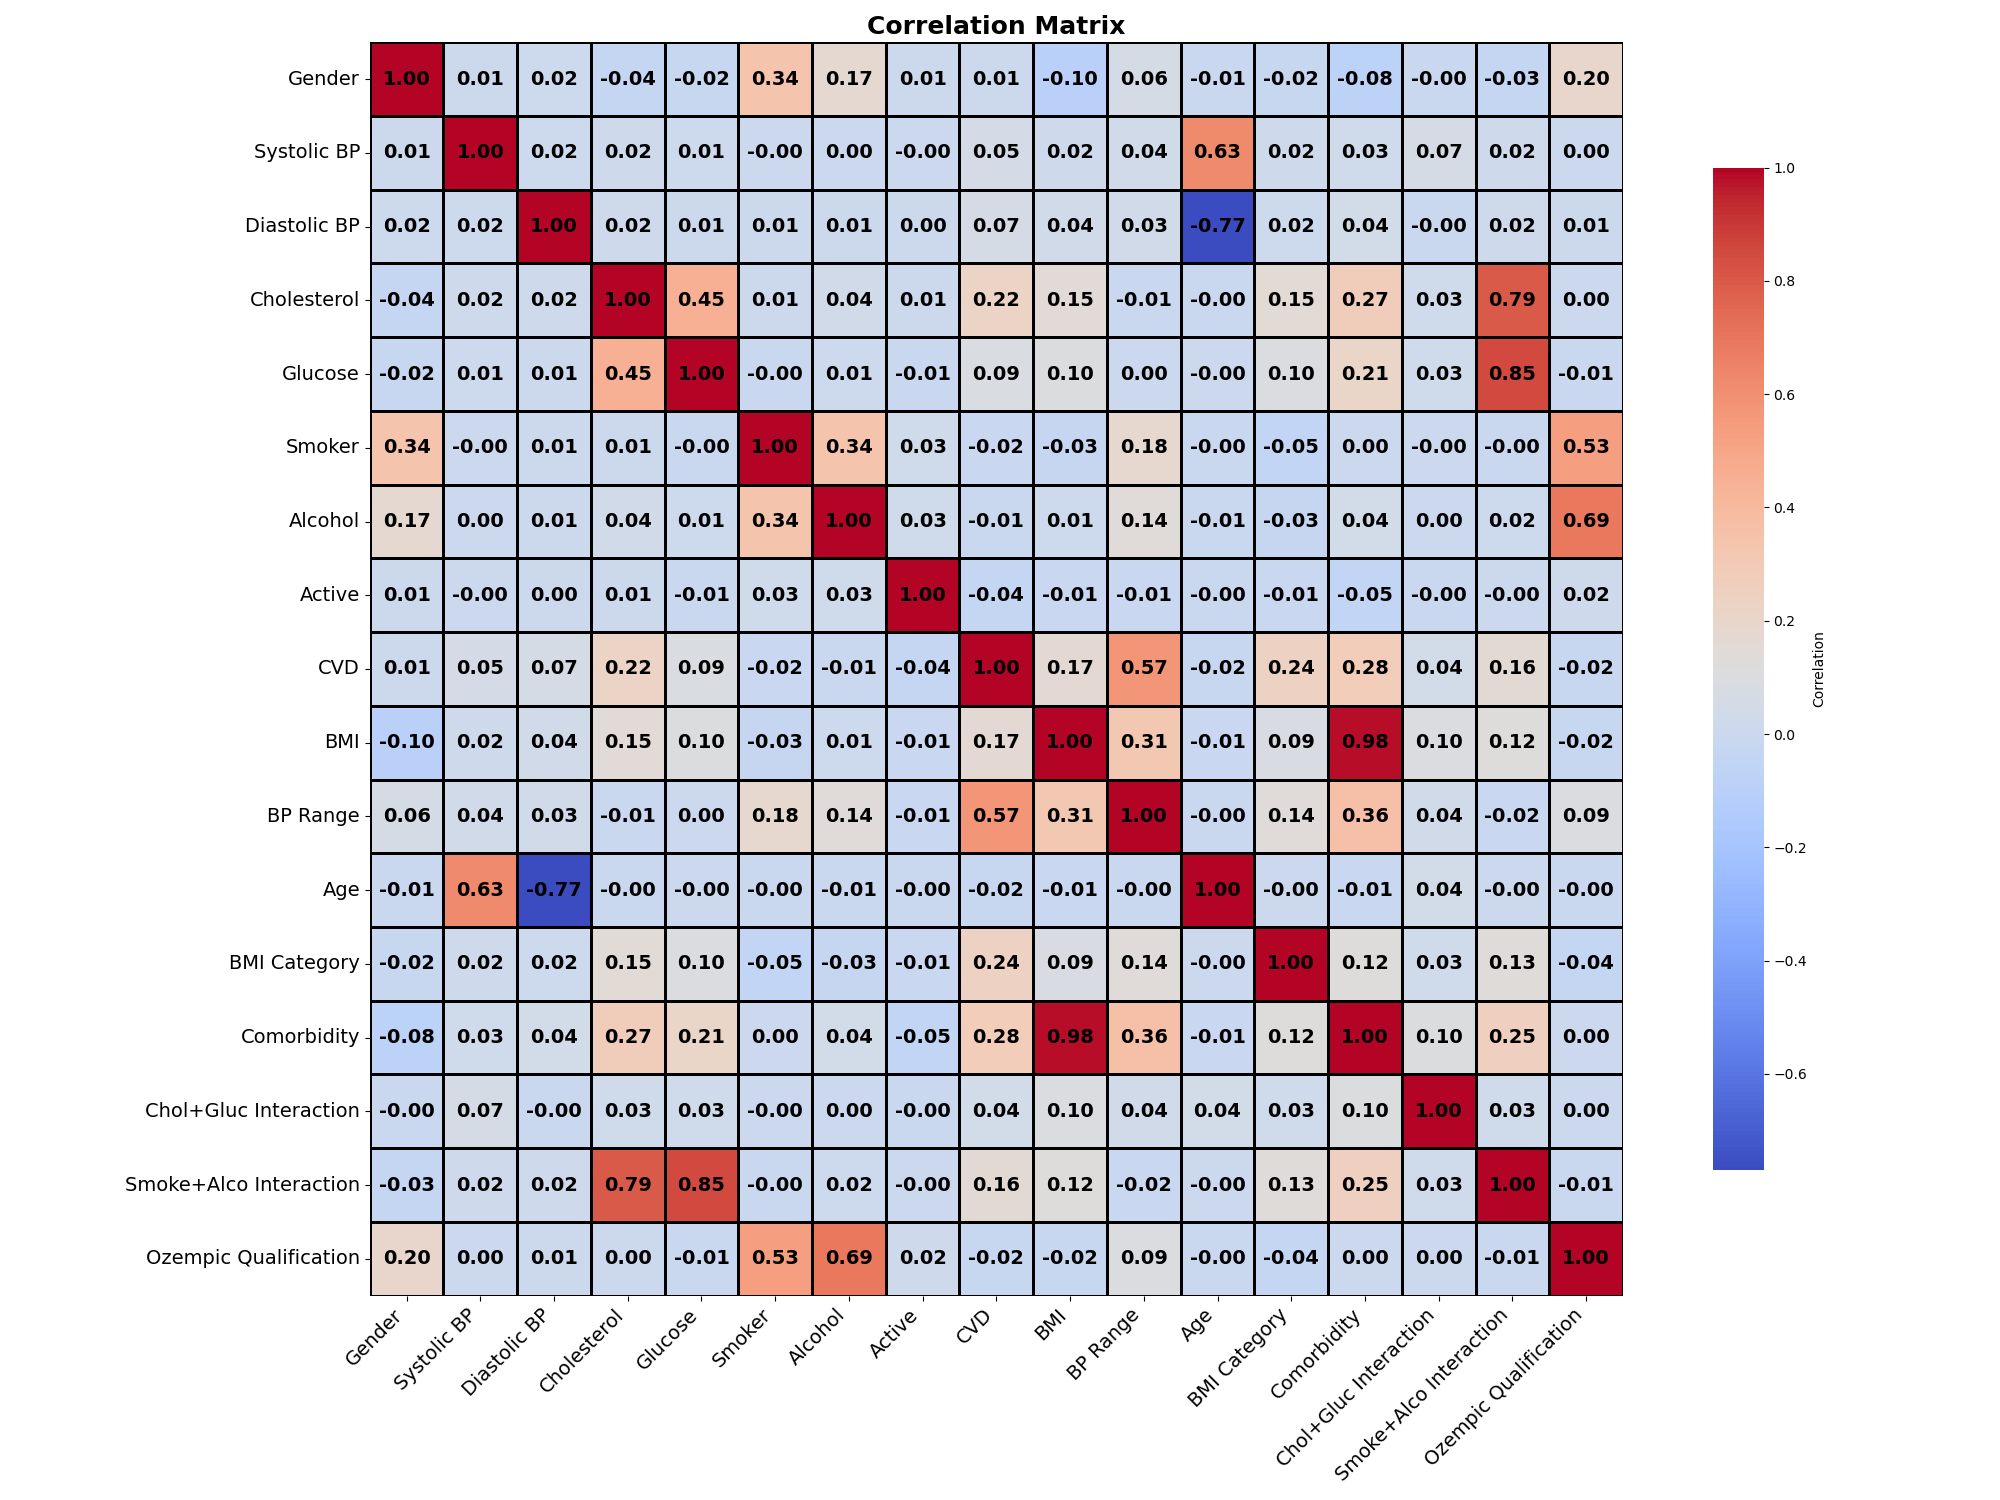 Correlation Matrix
Gender 1.00 0.01 0.02 -0.04 -0.02 0.34 0.17 0.01 0.01 -0.10 0.06 -0.01 -0.02 -0.08 -0.00 -0.03 0.20
Systolic BP 0.01 1.00 0.02 0.02 0.01 -0.00 0.00 -0.00 0.05 0.02 0.04 0.63 0.02 0.03 0.07 0.02 0.00
Diastolic BP 0.02 0.02 1.00 0.02 0.01 0.01 0.01 0.00 0.07 0.04 0.03 -0.77 0.02 0.04 -0.00 0.02 0.01
Cholesterol -0.04 0.02 0.02 1.00 0.45 0.01 0.04 0.01 0.22 0.15 -0.01 -0.00 0.15 0.27 0.03 0.79 0.00
Glucose -0.02 0.01 0.01 0.45 1.00 -0.00 0.01 -0.01 0.09 0.10 0.00 -0.00 0.10 0.21 0.03 0.85 -0.01
Smoker 0.34 -0.00 0.01 0.01 -0.00 1.00 0.34 0.03 -0.02 -0.03 0.18 -0.00 -0.05 0.00 -0.00 -0.00 0.53
Alcohol 0.17 0.00 0.01 0.04 0.01 0.34 1.00 0.03 -0.01 0.01 0.14 -0.01 -0.03 0.04 0.00 0.02 0.69
Active 0.01 -0.00 0.00 0.01 -0.01 0.03 0.03 1.00 -0.04 -0.01 -0.01 -0.00 -0.01 -0.05 -0.00 -0.00 0.02
CVD 0.01 0.05 0.07 0.22 0.09 -0.02 -0.01 -0.04 1.00 0.17 0.57 -0.02 0.24 0.28 0.04 0.16 -0.02
BMI -0.10 0.02 0.04 0.15 0.10 -0.03 0.01 -0.01 0.17 1.00 0.31 -0.01 0.09 0.98 0.10 0.12 -0.02
BP Range 0.06 0.04 0.03 -0.01 0.00 0.18 0.14 -0.01 0.57 0.31 1.00 -0.00 0.14 0.36 0.04 -0.02 0.09
Age -0.01 0.63 -0.77 -0.00 -0.00 -0.00 -0.01 -0.00 -0.02 -0.01 -0.00 1.00 -0.00 -0.01 0.04 -0.00 -0.00
BMI Category -0.02 0.02 0.02 0.15 0.10 -0.05 -0.03 -0.01 0.24 0.09 0.14 -0.00 1.00 0.12 0.03 0.13 -0.04
Comorbidity -0.08 0.03 0.04 0.27 0.21 0.00 0.04 -0.05 0.28 0.98 0.36 -0.01 0.12 1.00 0.10 0.25 0.00
Chol+Gluc Interaction -0.00 0.07 -0.00 0.03 0.03 -0.00 0.00 -0.00 0.04 0.10 0.04 0.04 0.03 0.10 1.00 0.03 0.00
Smoke+Alco Interaction -0.03 0.02 0.02 0.79 0.85 -0.00 0.02 -0.00 0.16 0.12 -0.02 -0.00 0.13 0.25 0.03 1.00 -0.01
Ozempic Qualification 0.20 0.00 0.01 0.00 -0.01 0.53 0.69 0.02 -0.02 -0.02 0.09 -0.00 -0.04 0.00 0.00 -0.01 1.00
Gender
Systolic BP
Diastolic BP
Cholesterol
Glucose
Smoker
Alcohol
Active
CVD
BMI
BP Range
Age
BMI Category
Comorbidity
Chol+Gluc Interaction
Smoke+Alco Interaction
Ozempic Qualification
1.0
0.8
0.6
0.4
0.2
0.0
−0.2
−0.4
−0.6
Correlation